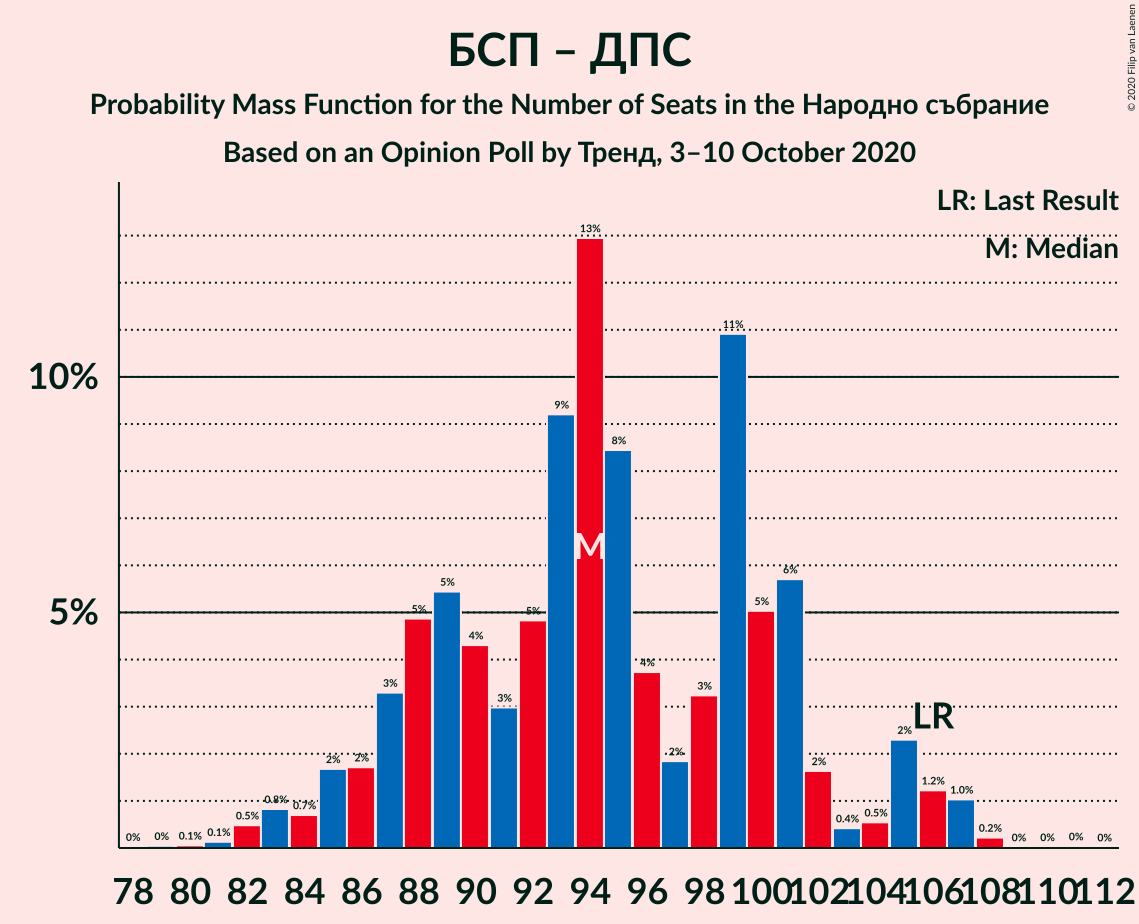 БСП – ДПС
Probability Mass Function for the Number of Seats in the Народно събрание
Based on an Opinion Poll by Тренд, 3–10 October 2020
© 2020 Filip van Laenen
LR: Last Result
M: Median
10%
5%
0% 0% 0.1% 0.1% 0.5% 0.8% 0.7% 2% 2% 3% 5% 5% 4% 3% 5% 9% 13% 8% 4% 2% 3% 11% 5% 6% 2% 0.4% 0.5% 2% 1.2% 1.0% 0.2% 0% 0% 0% 0%
M
LR
78 80 82 84 86 88 90 92 94 96 98 100 102 104 106 108 110 112